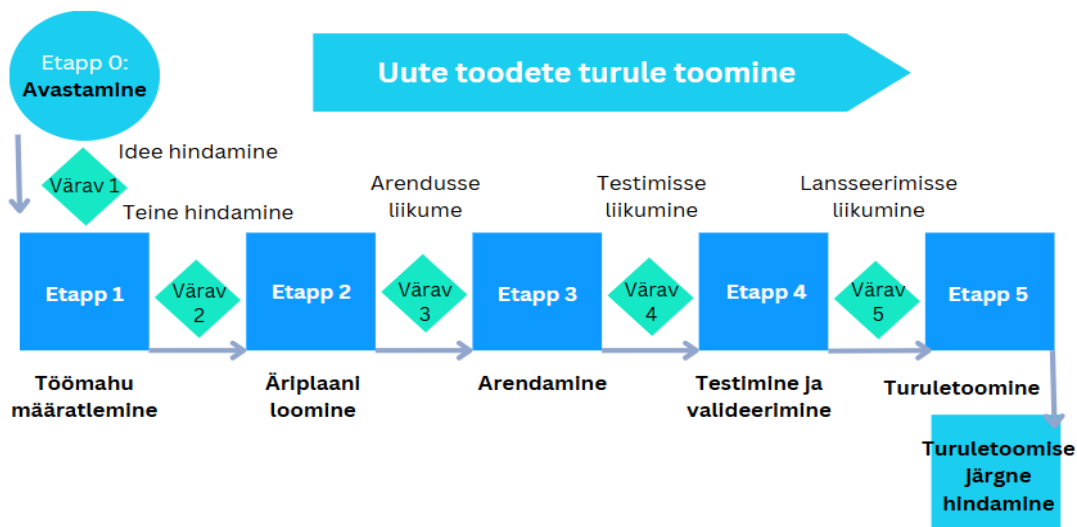 Etapp 0:
Avastamine
Uute toodete turule toomine
Idee hindamine
Värav 1
Teine hindamine
Arendusse
liikume
Testimisse
liikumine
Lansseerimisse
liikumine
Etapp 1
Värav
2
Etapp 2
Värav
3
Etapp 3
Värav
4
Etapp 4
Värav
5
Etapp 5
Töömahu
määratlemine
Äriplaani
loomine
Arendamine
Testimine ja
valideerimine
Turuletoomine
Turuletoomise
järgne
hindamine